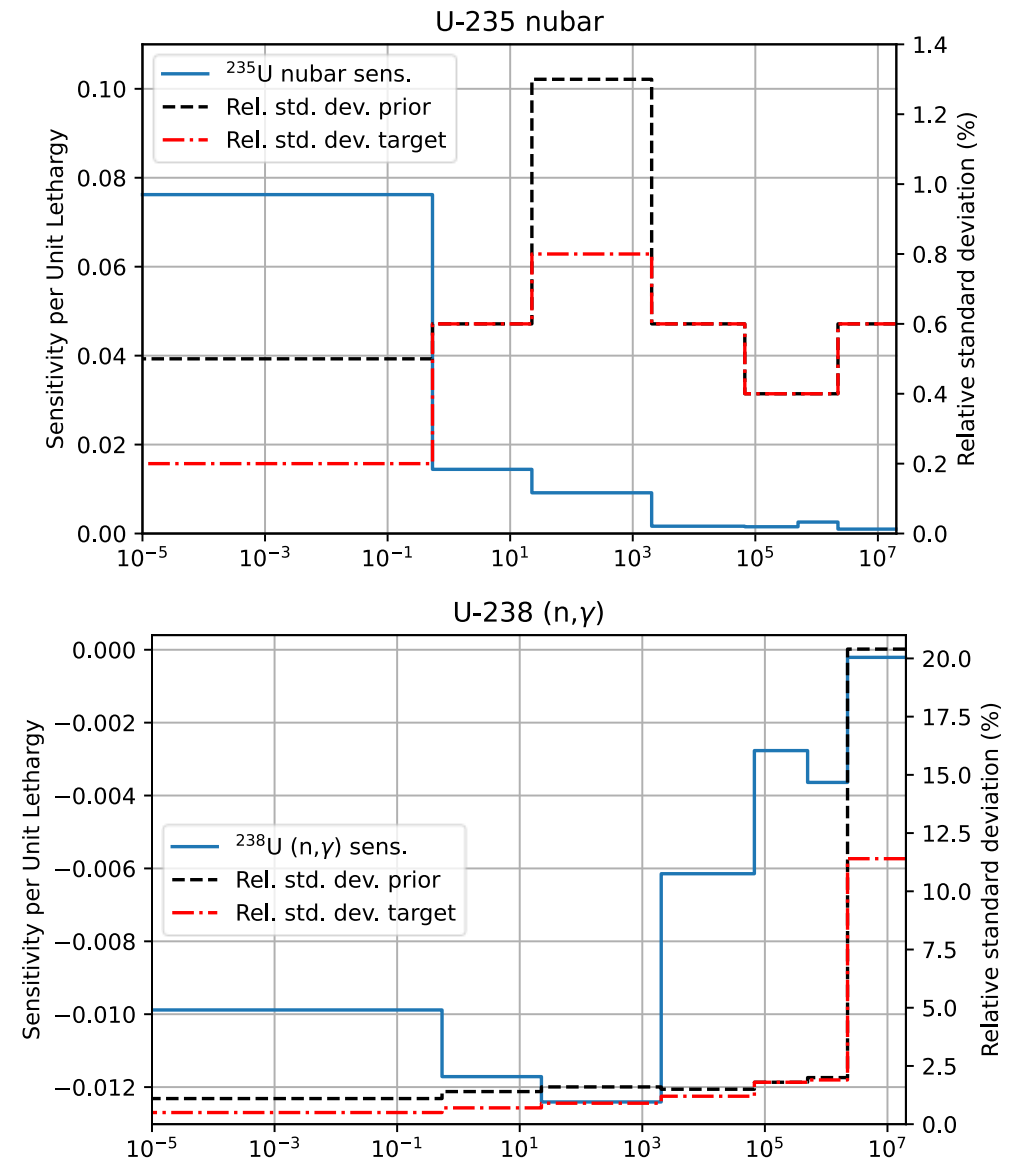 U-235 nubar
Sensitivity per Unit Lethargy
0.10
0.08
0.06
0.04
0.02
0.00
²³⁵U nubar sens.
Rel. std. dev. prior
Rel. std. dev. target
1.4
1.2
1.0
0.8
0.6
0.4
0.2
0.0
Relative standard deviation (%)
10⁻⁵ 10⁻³ 10⁻¹ 10¹ 10³ 10⁵ 10⁷
U-238 (n,γ)
Sensitivity per Unit Lethargy
0.000
−0.002
−0.004
−0.006
−0.008
−0.010
−0.012
²³⁸U (n,γ) sens.
Rel. std. dev. prior
Rel. std. dev. target
20.0
17.5
15.0
12.5
10.0
7.5
5.0
2.5
0.0
Relative standard deviation (%)
10⁻⁵ 10⁻³ 10⁻¹ 10¹ 10³ 10⁵ 10⁷